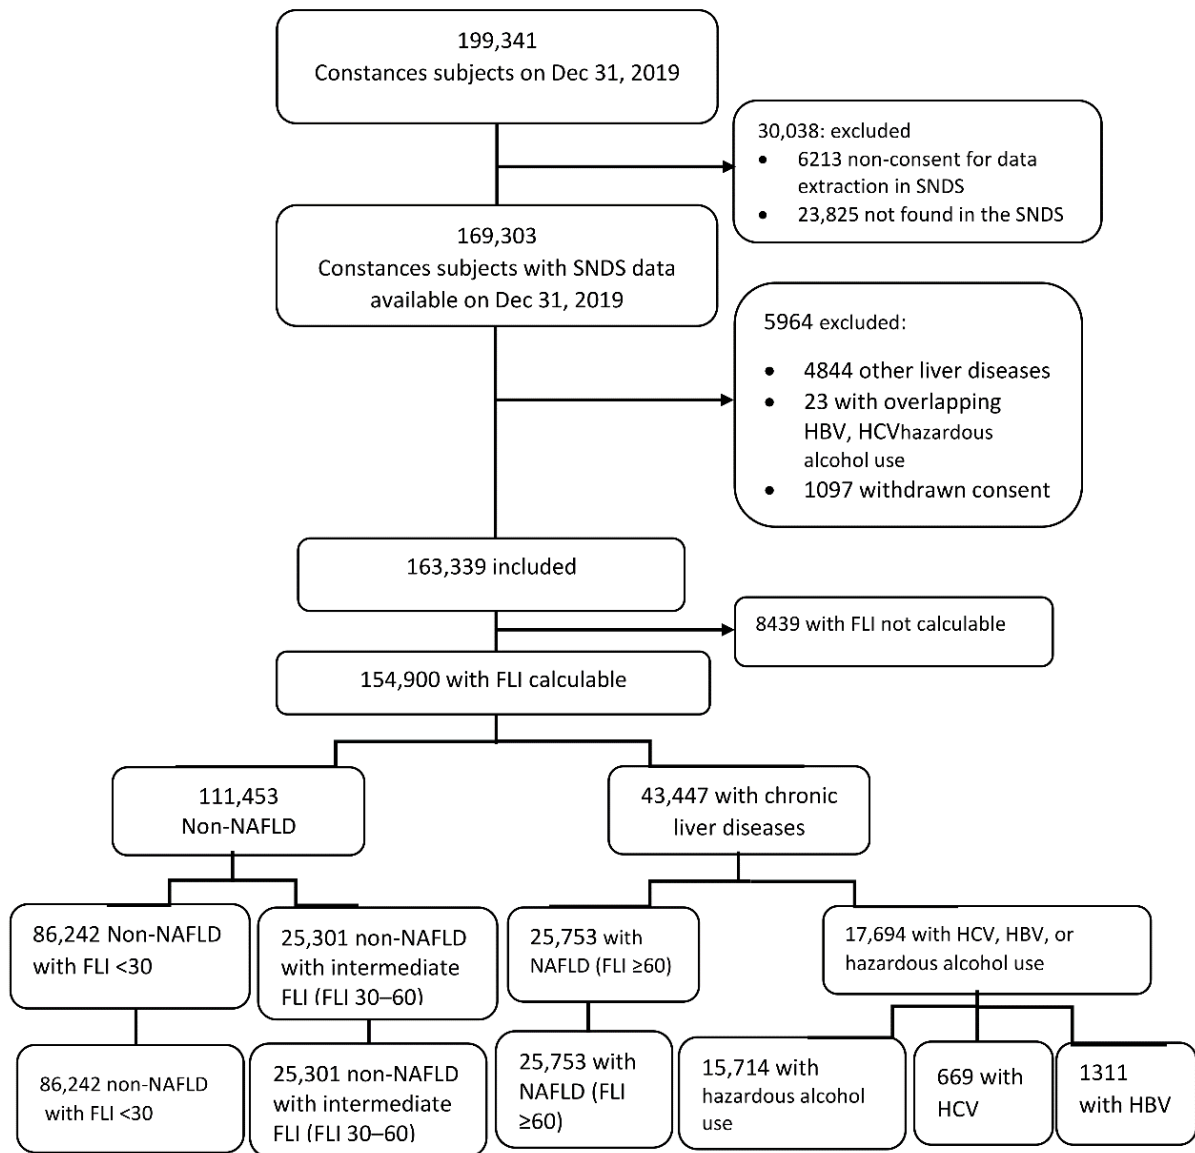 199,341
Constances subjects on Dec 31, 2019
30,038: excluded
• 6213 non-consent for data
extraction in SNDS
• 23,825 not found in the SNDS
169,303
Constances subjects with SNDS data
available on Dec 31, 2019
5964 excluded:
• 4844 other liver diseases
• 23 with overlapping
HBV, HCVhazardous
alcohol use
• 1097 withdrawn consent
163,339 included
8439 with FLI not calculable
154,900 with FLI calculable
111,453
Non-NAFLD
43,447 with chronic
liver diseases
86,242 Non-NAFLD
with FLI <30
25,301 non-NAFLD
with intermediate
FLI (FLI 30–60)
25,753 with
NAFLD (FLI ≥60)
17,694 with HCV, HBV, or
hazardous alcohol use
86,242 non-NAFLD
with FLI <30
25,301 non-NAFLD
with intermediate
FLI (FLI 30–60)
25,753 with
NAFLD (FLI
≥60)
15,714 with
hazardous alcohol
use
669 with
HCV
1311
with HBV